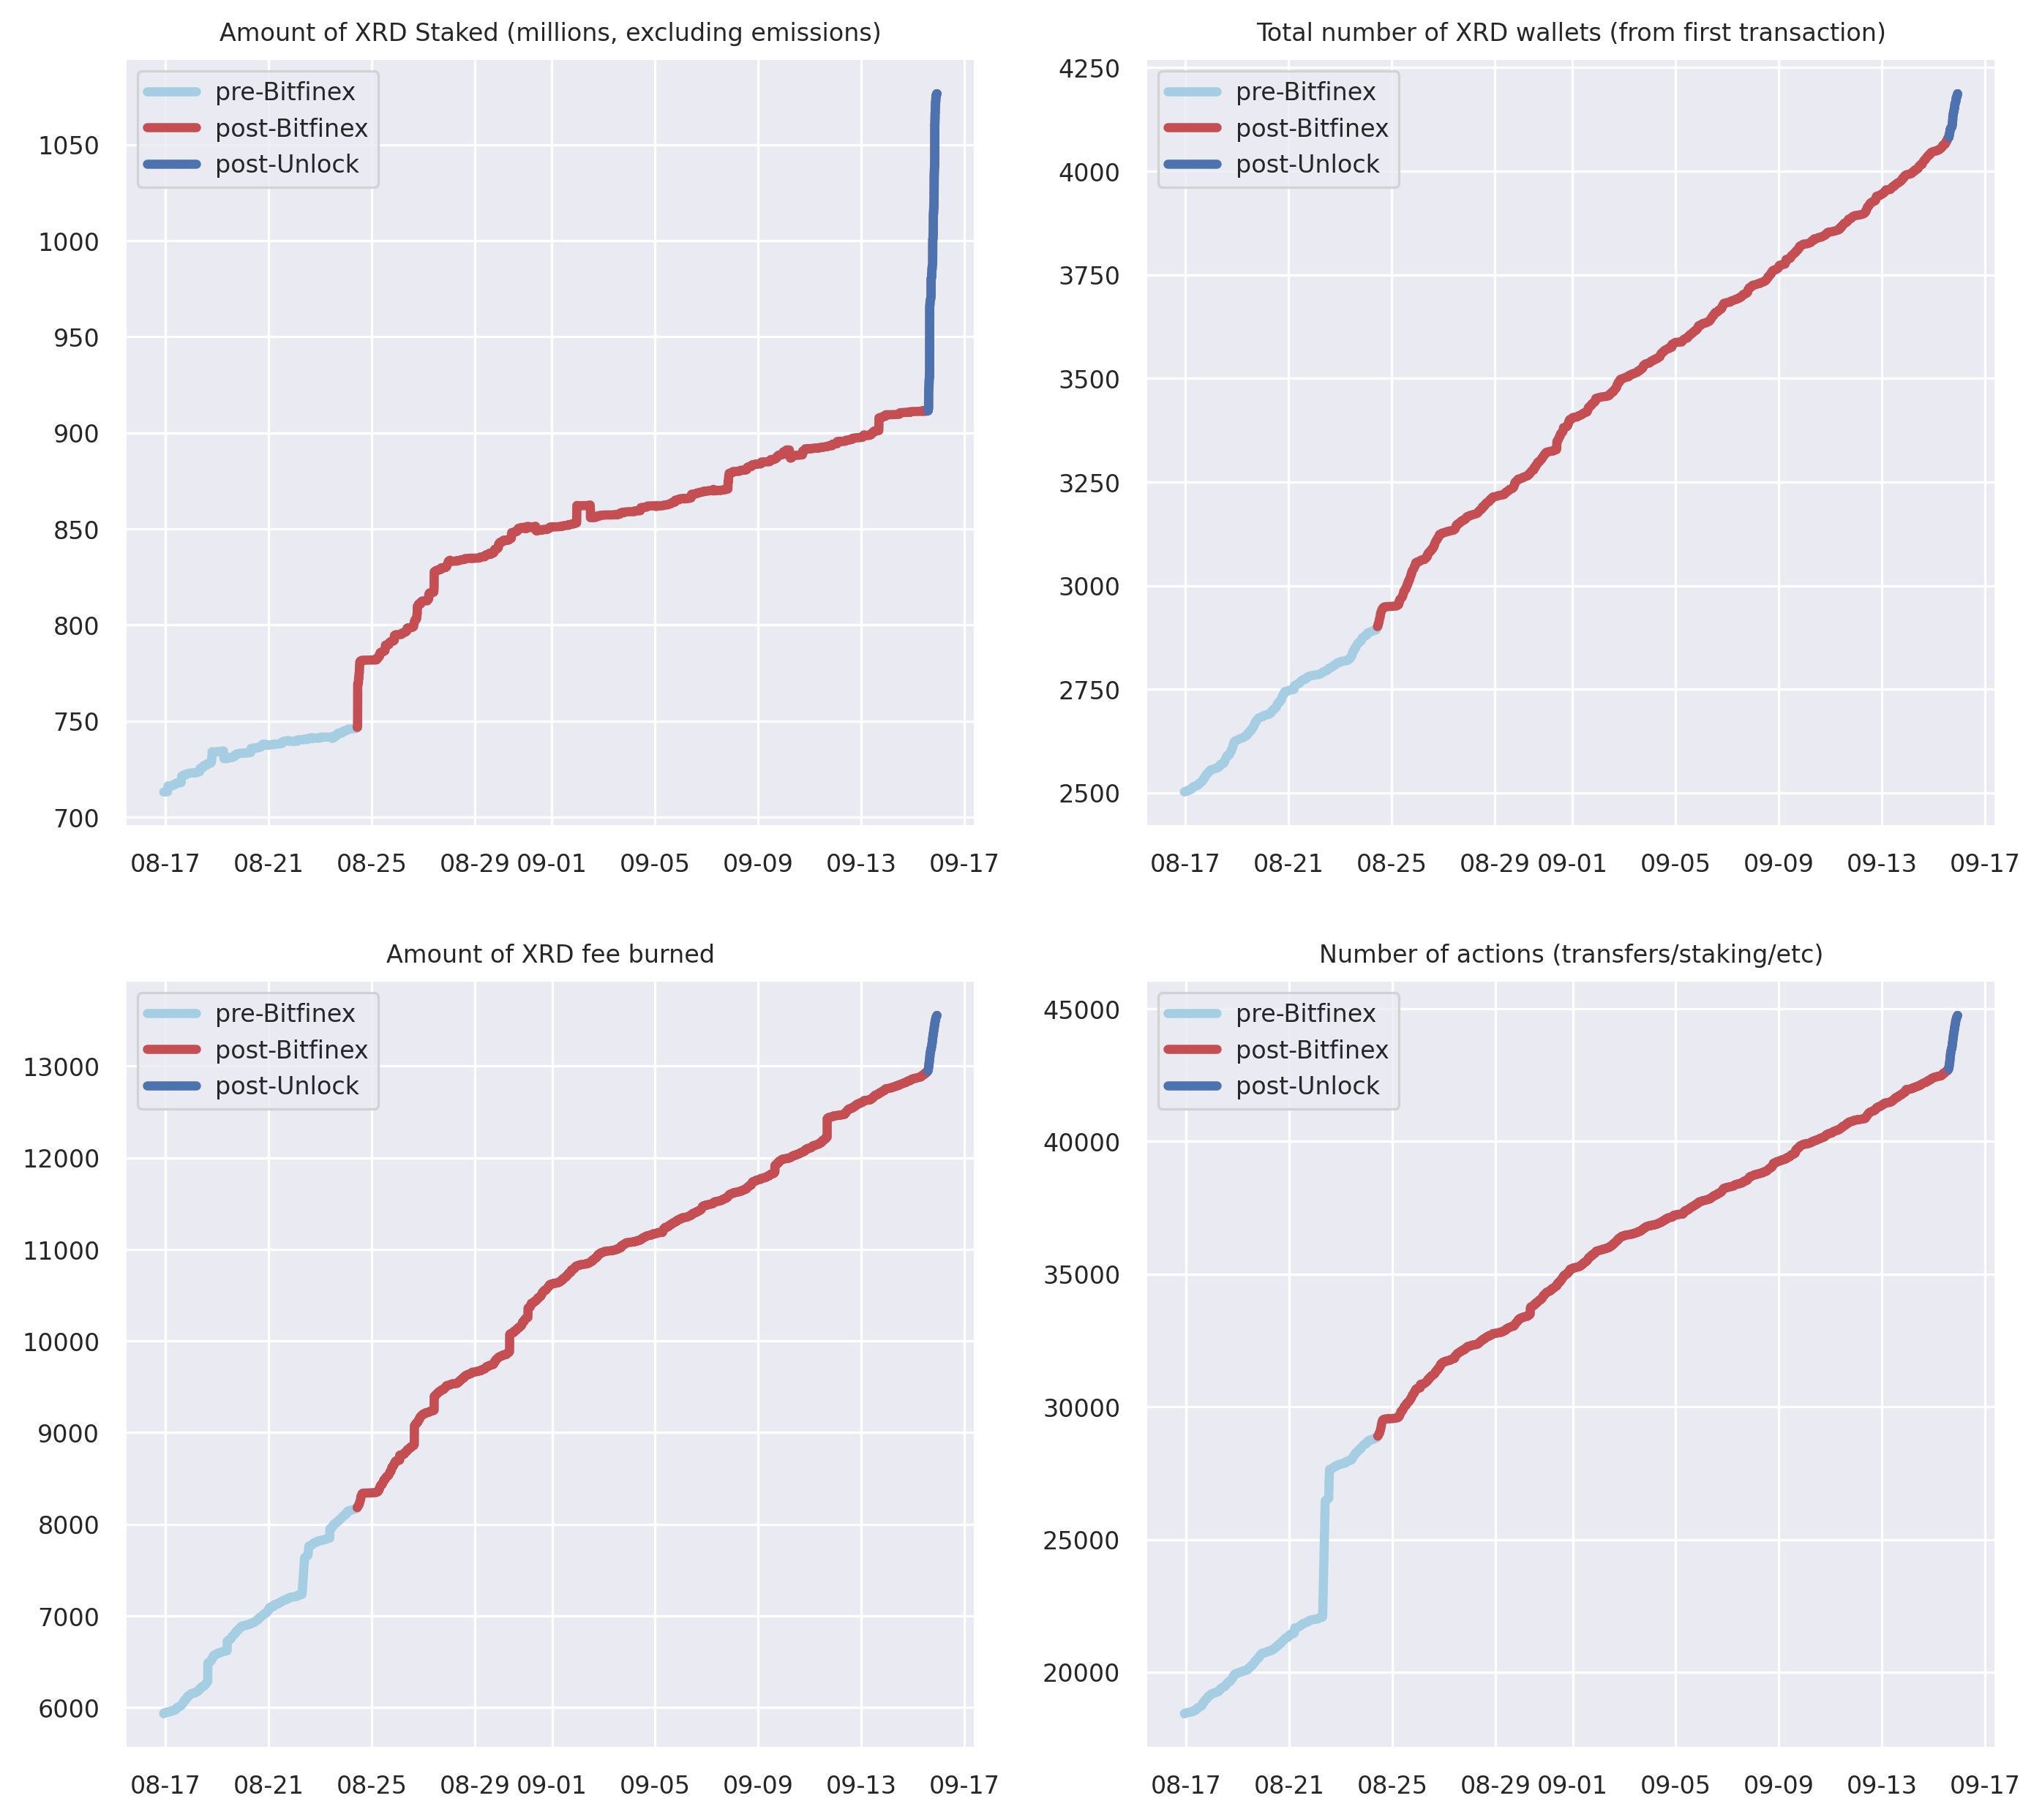 Amount of XRD Staked (millions, excluding emissions)
pre-Bitfinex
post-Bitfinex
post-Unlock
1050
1000
950
900
850
800
750
700
08-17 08-21 08-25 08-29 09-01 09-05 09-09 09-13 09-17
Total number of XRD wallets (from first transaction)
pre-Bitfinex
post-Bitfinex
post-Unlock
4250
4000
3750
3500
3250
3000
2750
2500
08-17 08-21 08-25 08-29 09-01 09-05 09-09 09-13 09-17
Amount of XRD fee burned
pre-Bitfinex
post-Bitfinex
post-Unlock
13000
12000
11000
10000
9000
8000
7000
6000
08-17 08-21 08-25 08-29 09-01 09-05 09-09 09-13 09-17
Number of actions (transfers/staking/etc)
pre-Bitfinex
post-Bitfinex
post-Unlock
45000
40000
35000
30000
25000
20000
08-17 08-21 08-25 08-29 09-01 09-05 09-09 09-13 09-17